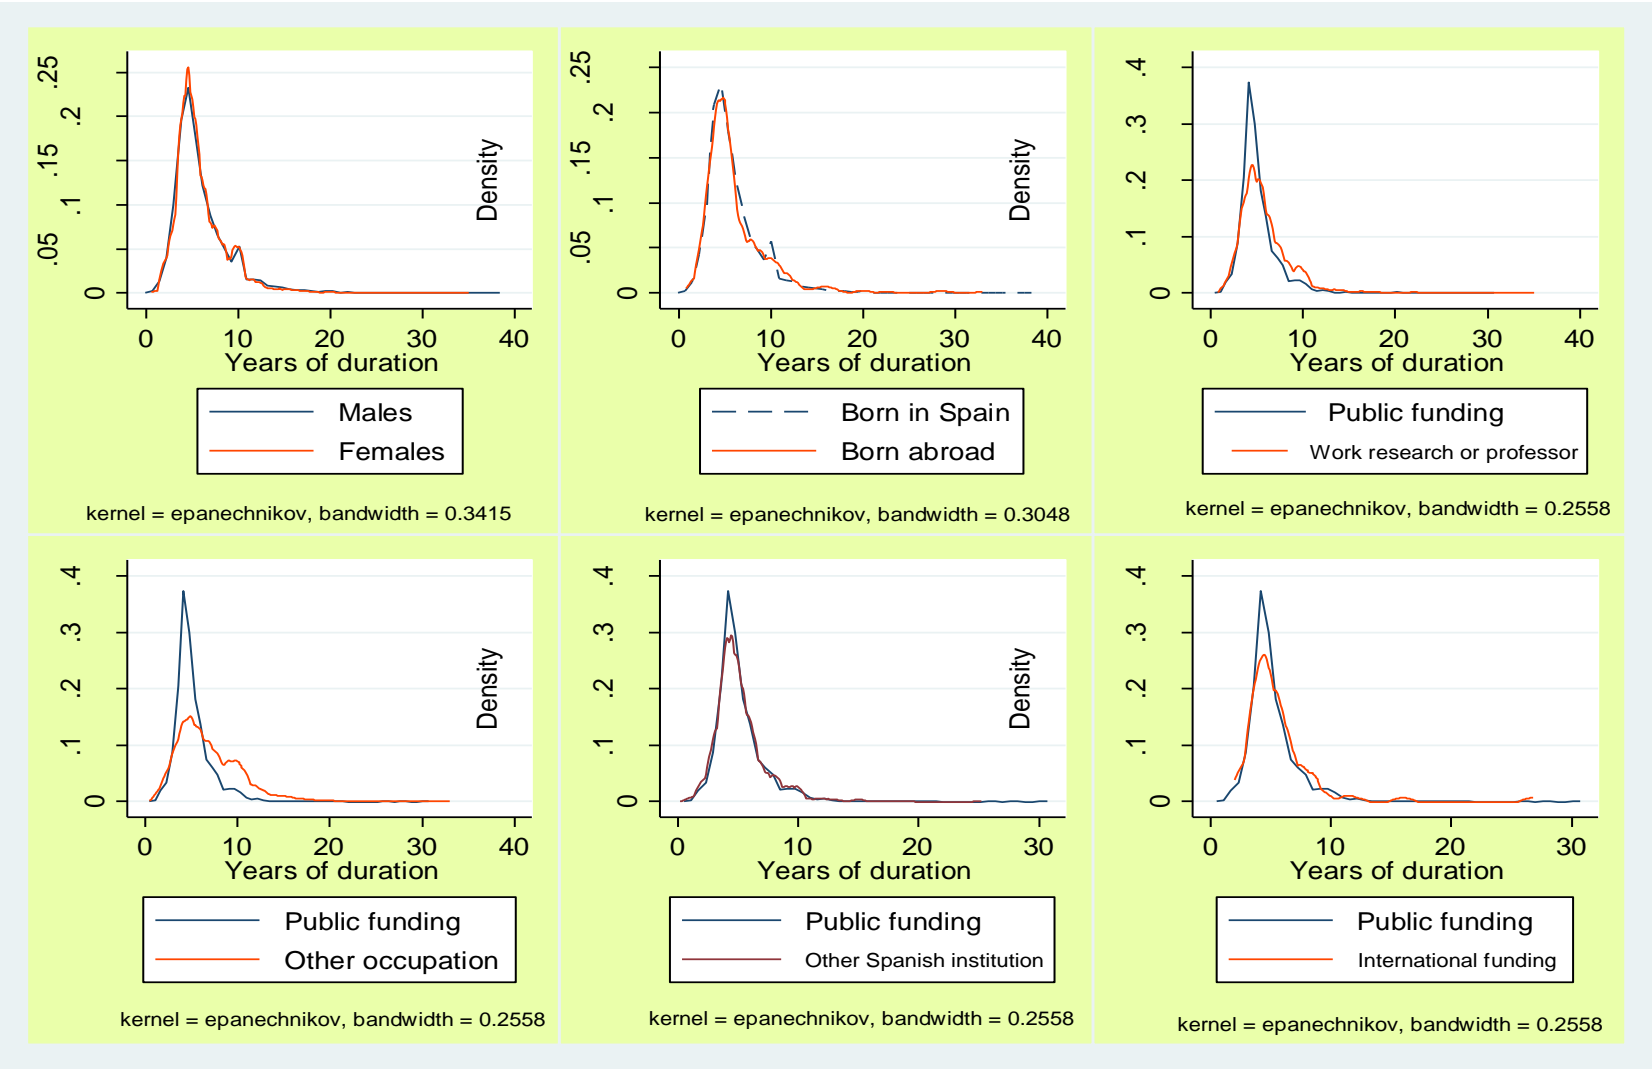 .25
.2
.15
.1
.05
0
0 10 20 30 40
Years of duration
Males
Females
kernel = epanechnikov, bandwidth = 0.3415
Density
.25
.2
.15
.1
.05
0
0 10 20 30 40
Years of duration
Born in Spain
Born abroad
kernel = epanechnikov, bandwidth = 0.3048
Density
.4
.3
.2
.1
0
0 10 20 30 40
Years of duration
Public funding
Work research or professor
kernel = epanechnikov, bandwidth = 0.2558
.4
.3
.2
.1
0
0 10 20 30 40
Years of duration
Public funding
Other occupation
kernel = epanechnikov, bandwidth = 0.2558
Density
.4
.3
.2
.1
0
0 10 20 30
Years of duration
Public funding
Other Spanish institution
kernel = epanechnikov, bandwidth = 0.2558
Density
.4
.3
.2
.1
0
0 10 20 30
Years of duration
Public funding
International funding
kernel = epanechnikov, bandwidth = 0.2558